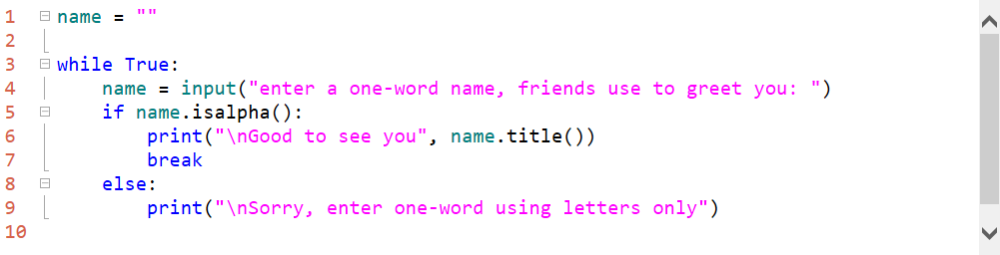 1 name = ""
2
3 while True:
4     name = input("enter a one-word name, friends use to greet you: ")
5     if name.isalpha():
6         print("\nGood to see you", name.title())
7         break
8     else:
9         print("\nSorry, enter one-word using letters only")
10